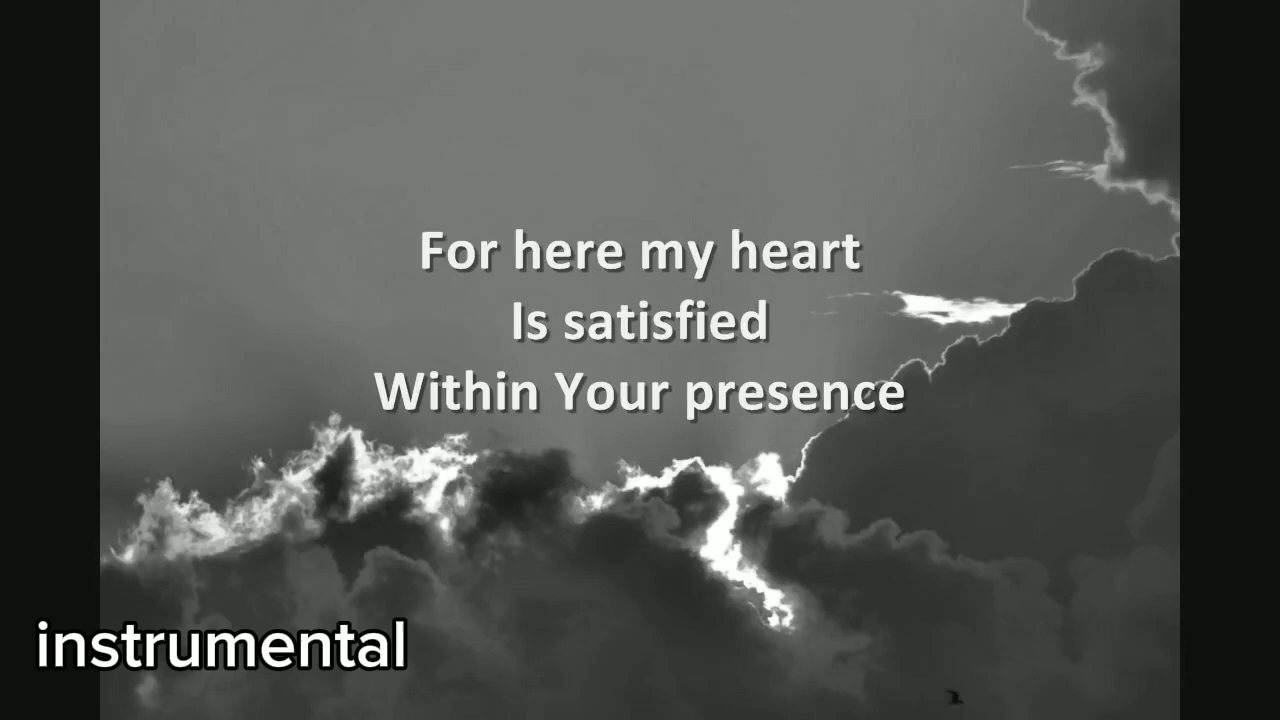 For here my heart
Is satisfied
Within Your presence
instrumental